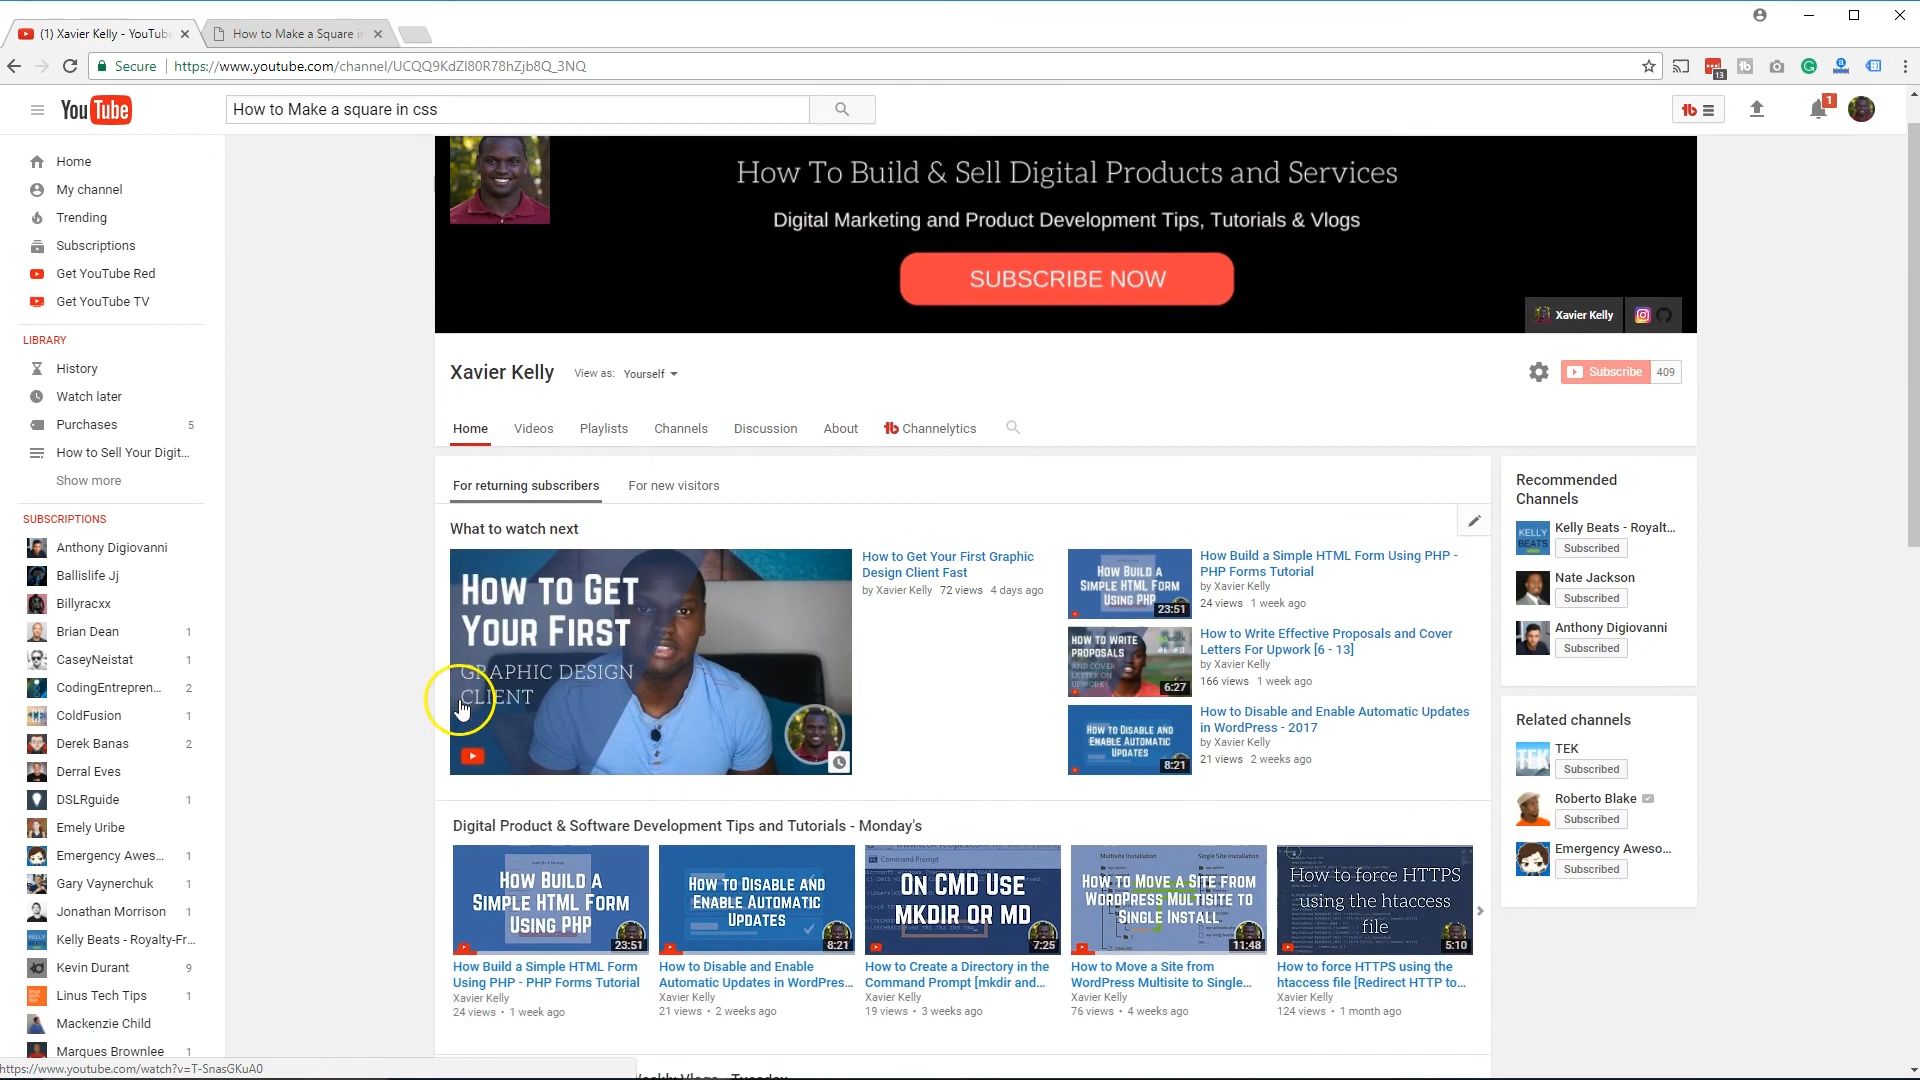 (1) Xavier Kelly - YouTube
How to Make a Square in
Secure
https://www.youtube.com/channel/UCQQ9KdZl80R78hZjb8Q_3NQ
13
YouTube
How to Make a square in css
1
Home
My channel
Trending
Subscriptions
Get YouTube Red
Get YouTube TV
LIBRARY
History
Watch later
Purchases 5
How to Sell Your Digit...
Show more
SUBSCRIPTIONS
Anthony Digiovanni
Ballislife Jj
Billyracxx
Brian Dean 1
CaseyNeistat 1
CodingEntrepren... 2
ColdFusion 1
Derek Banas 2
Derral Eves
DSLRguide 1
Emely Uribe
Emergency Awes... 1
Gary Vaynerchuk 1
Jonathan Morrison 1
Kelly Beats - Royalty-Fr...
Kevin Durant 9
Linus Tech Tips 1
Mackenzie Child
Marques Brownlee 1
https://www.youtube.com/watch?v=T-SnasGKuA0
How To Build & Sell Digital Products and Services
Digital Marketing and Product Development Tips, Tutorials & Vlogs
SUBSCRIBE NOW
Xavier Kelly
Xavier Kelly View as: Yourself
Subscribe 409
Home Videos Playlists Channels Discussion About Channelytics
For returning subscribers For new visitors
What to watch next
HOW TO GET
YOUR FIRST
GRAPHIC DESIGN
CLIENT
How to Get Your First Graphic
Design Client Fast
by Xavier Kelly 72 views 4 days ago
HOW BUILD A
SIMPLE HTML FORM
USING PHP
23:51
How Build a Simple HTML Form Using PHP -
PHP Forms Tutorial
by Xavier Kelly
24 views 1 week ago
HOW TO WRITE
PROPOSALS
AND COVER
LETTER ON
UPWORK
#6 - #13
6:27
How to Write Effective Proposals and Cover
Letters For Upwork [6 - 13]
by Xavier Kelly
166 views 1 week ago
HOW TO DISABLE AND
ENABLE AUTOMATIC
UPDATES
8:21
How to Disable and Enable Automatic Updates
in WordPress - 2017
by Xavier Kelly
21 views 2 weeks ago
Digital Product & Software Development Tips and Tutorials - Monday's
HOW BUILD A
SIMPLE HTML FORM
USING PHP
23:51
How Build a Simple HTML Form
Using PHP - PHP Forms Tutorial
Xavier Kelly
24 views • 1 week ago
HOW TO DISABLE AND
ENABLE AUTOMATIC
UPDATES
8:21
How to Disable and Enable
Automatic Updates in WordPres...
Xavier Kelly
21 views • 2 weeks ago
Command Prompt
ON CMD USE
MKDIR OR MD
7:25
How to Create a Directory in the
Command Prompt [mkdir and...
Xavier Kelly
19 views • 3 weeks ago
Multisite Installation Single Site Installation
HOW TO MOVE A SITE FROM
WORDPRESS MULTISITE TO
SINGLE INSTALL
11:48
How to Move a Site from
WordPress Multisite to Single...
Xavier Kelly
76 views • 4 weeks ago
How to force HTTPS
using the htaccess
file
5:10
How to force HTTPS using the
htaccess file [Redirect HTTP to...
Xavier Kelly
124 views • 1 month ago
Recommended
Channels
KELLY
BEATS
Kelly Beats - Royalt...
Subscribed
Nate Jackson
Subscribed
Anthony Digiovanni
Subscribed
Related channels
TEK
TEK
Subscribed
Roberto Blake
Subscribed
Emergency Aweso...
Subscribed